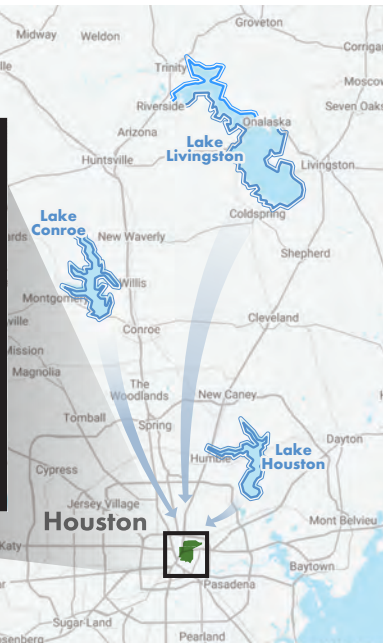 Groveton
Midway
Weldon
Corrigan
Trinity
Moscow
Riverside
Seven Oaks
Onalaska
Arizona
Lake
Livingston
Huntsville
Livingston
Lake
Conroe
Coldspring
New Waverly
Shepherd
Willis
Montgomery
Cleveland
Conroe
Magnolia
The
Woodlands
New Caney
Tomball
Spring
Dayton
Humble
Lake
Houston
Cypress
Jersey Village
Houston
Mont Belvieu
Katy
Baytown
Pasadena
Sugar Land
Pearland